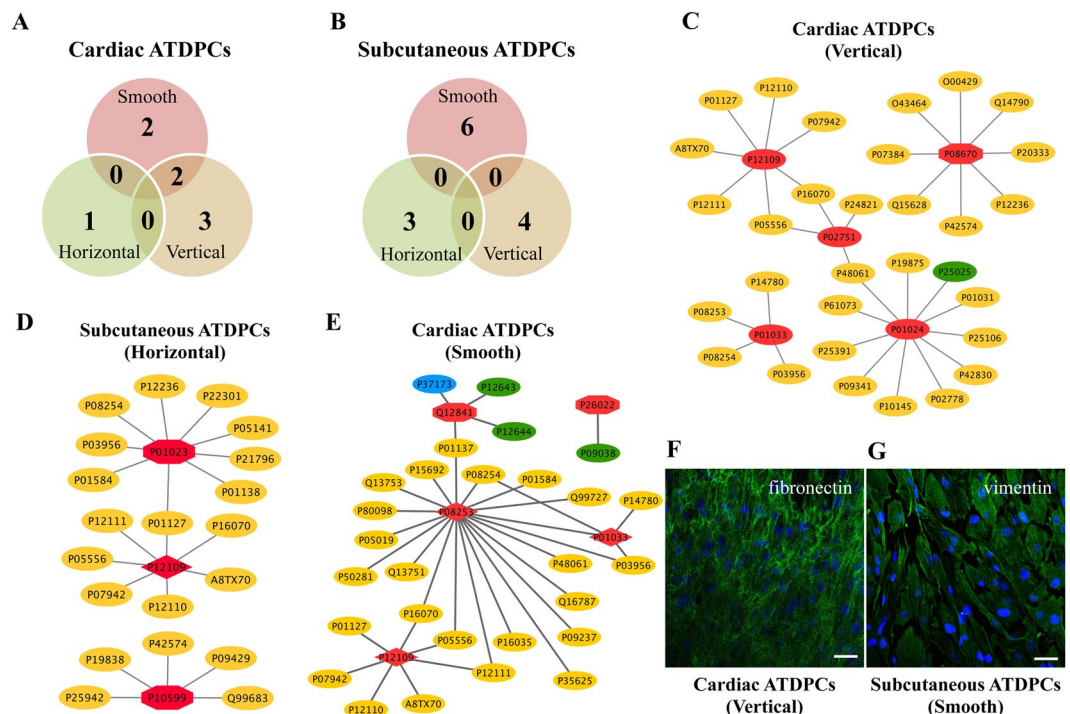 A
Cardiac ATDPCs
Smooth
2
0
2
1
0
3
Horizontal
Vertical
B
Subcutaneous ATDPCs
Smooth
6
0
0
3
0
4
Horizontal
Vertical
C
Cardiac ATDPCs
(Vertical)
P12110
P01127
P07942
A8TX70
P12109
P12111
P16070
P05556
P24821
P02751
P48061
O00429
O43464
Q14790
P07384
P08670
P20333
Q15628
P12236
P42574
P14780
P08253
P01033
P08254
P03956
P19875
P25025
P61073
P01031
P01024
P25106
P25391
P42830
P09341
P02778
P10145
D
Subcutaneous ATDPCs
(Horizontal)
P12236
P08254
P22301
P03956
P05141
P01023
P21796
P01584
P01138
P12111
P01127
P16070
P05556
P12109
P07942
A8TX70
P12110
P42574
P19838
P09429
P25942
P10599
Q99683
E
Cardiac ATDPCs
(Smooth)
P37173
P12643
Q12841
P12644
P26022
P09038
P01137
P15692
P08254
Q13753
P01584
Q99727
P14780
P80098
P08253
P01033
P05019
P48061
P03956
P50281
Q13751
Q16787
P16070
P01127
P05556
P16035
P09237
P12109
P12111
P07942
P35625
P12110
A8TX70
F
fibronectin
Cardiac ATDPCs
(Vertical)
G
vimentin
Subcutaneous ATDPCs
(Smooth)